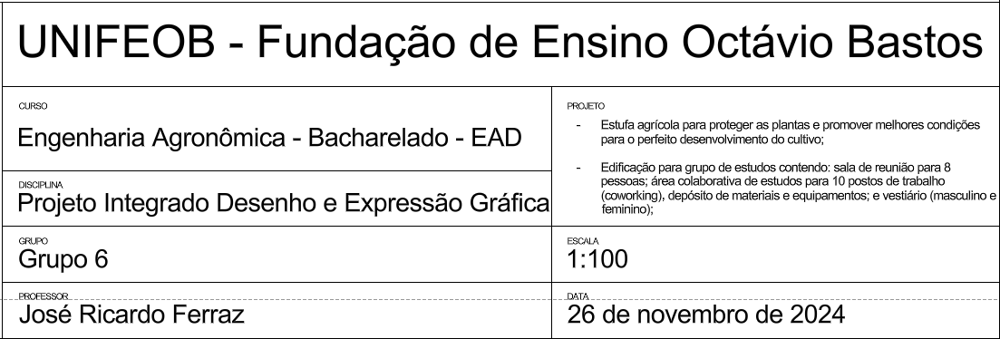 UNIFEOB - Fundação de Ensino Octávio Bastos
CURSO
Engenharia Agronômica - Bacharelado - EAD
DISCIPLINA
Projeto Integrado Desenho e Expressão Gráfica
PROJETO
- Estufa agrícola para proteger as plantas e promover melhores condições
para o perfeito desenvolvimento do cultivo;
- Edificação para grupo de estudos contendo: sala de reunião para 8
pessoas; área colaborativa de estudos para 10 postos de trabalho
(coworking), depósito de materiais e equipamentos; e vestiário (masculino e
feminino);
GRUPO
Grupo 6
ESCALA
1:100
PROFESSOR
José Ricardo Ferraz
DATA
26 de novembro de 2024